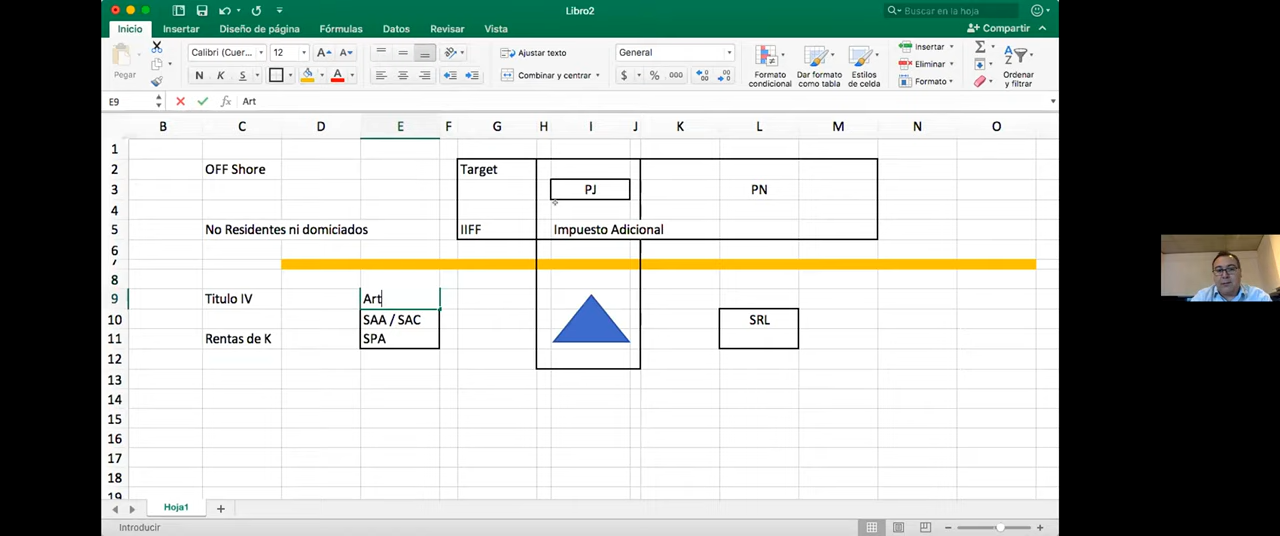 Libro2
Buscar en la hoja
Inicio Insertar Diseño de página Fórmulas Datos Revisar Vista
Compartir
Pegar
Calibri (Cuer... 12
N K S
A A
Ajustar texto
Combinar y centrar
General
$ % 000
Formato condicional
Dar formato como tabla
Estilos de celda
Insertar
Eliminar
Formato
Ordenar y filtrar
E9 fx Art
B C D E F G H I J K L M N O
1
2 OFF Shore Target
3 PJ PN
4
5 No Residentes ni domiciados IIFF Impuesto Adicional
6
7
8
9 Titulo IV Art
10 SAA / SAC SRL
11 Rentas de K SPA
12
13
14
15
16
17
18
19
Hoja1
Introducir